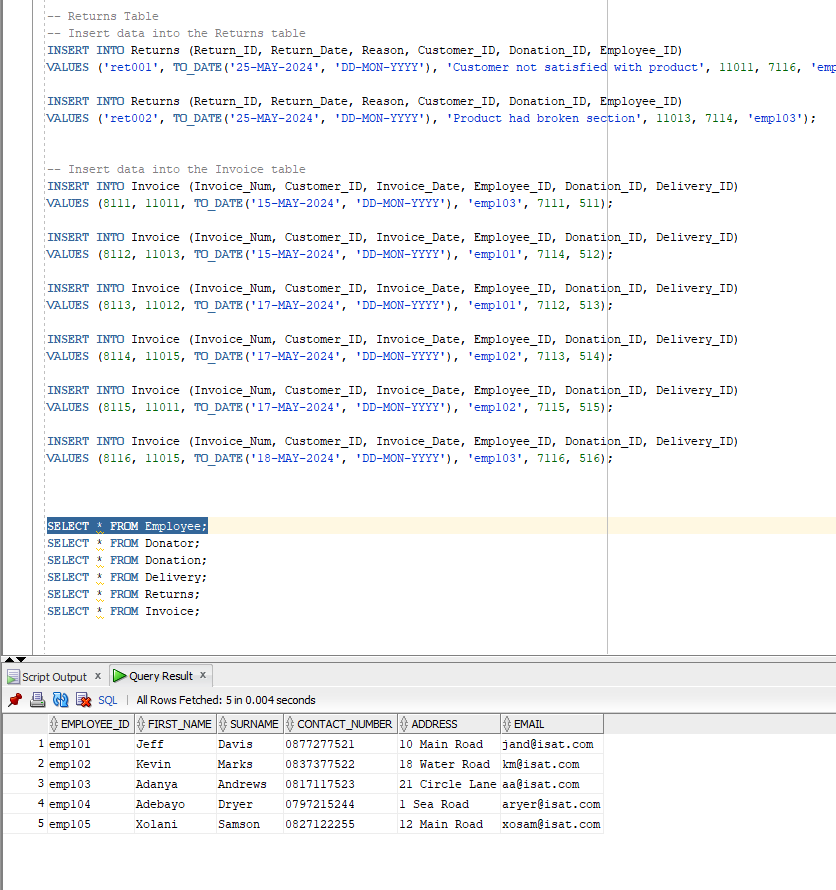 -- Returns Table
-- Insert data into the Returns table
INSERT INTO Returns (Return_ID, Return_Date, Reason, Customer_ID, Donation_ID, Employee_ID)
VALUES ('ret001', TO_DATE('25-MAY-2024', 'DD-MON-YYYY'), 'Customer not satisfied with product', 11011, 7116, 'emp
INSERT INTO Returns (Return_ID, Return_Date, Reason, Customer_ID, Donation_ID, Employee_ID)
VALUES ('ret002', TO_DATE('25-MAY-2024', 'DD-MON-YYYY'), 'Product had broken section', 11013, 7114, 'emp103');
-- Insert data into the Invoice table
INSERT INTO Invoice (Invoice_Num, Customer_ID, Invoice_Date, Employee_ID, Donation_ID, Delivery_ID)
VALUES (8111, 11011, TO_DATE('15-MAY-2024', 'DD-MON-YYYY'), 'emp103', 7111, 511);
INSERT INTO Invoice (Invoice_Num, Customer_ID, Invoice_Date, Employee_ID, Donation_ID, Delivery_ID)
VALUES (8112, 11013, TO_DATE('15-MAY-2024', 'DD-MON-YYYY'), 'emp101', 7114, 512);
INSERT INTO Invoice (Invoice_Num, Customer_ID, Invoice_Date, Employee_ID, Donation_ID, Delivery_ID)
VALUES (8113, 11012, TO_DATE('17-MAY-2024', 'DD-MON-YYYY'), 'emp101', 7112, 513);
INSERT INTO Invoice (Invoice_Num, Customer_ID, Invoice_Date, Employee_ID, Donation_ID, Delivery_ID)
VALUES (8114, 11015, TO_DATE('17-MAY-2024', 'DD-MON-YYYY'), 'emp102', 7113, 514);
INSERT INTO Invoice (Invoice_Num, Customer_ID, Invoice_Date, Employee_ID, Donation_ID, Delivery_ID)
VALUES (8115, 11011, TO_DATE('17-MAY-2024', 'DD-MON-YYYY'), 'emp102', 7115, 515);
INSERT INTO Invoice (Invoice_Num, Customer_ID, Invoice_Date, Employee_ID, Donation_ID, Delivery_ID)
VALUES (8116, 11015, TO_DATE('18-MAY-2024', 'DD-MON-YYYY'), 'emp103', 7116, 516);
SELECT * FROM Employee;
SELECT * FROM Donator;
SELECT * FROM Donation;
SELECT * FROM Delivery;
SELECT * FROM Returns;
SELECT * FROM Invoice;
Script Output x Query Result x
SQL | All Rows Fetched: 5 in 0.004 seconds
EMPLOYEE_ID FIRST_NAME SURNAME CONTACT_NUMBER ADDRESS EMAIL
1 emp101 Jeff Davis 0877277521 10 Main Road jand@isat.com
2 emp102 Kevin Marks 0837377522 18 Water Road km@isat.com
3 emp103 Adanya Andrews 0817117523 21 Circle Lane aa@isat.com
4 emp104 Adebayo Dryer 0797215244 1 Sea Road aryer@isat.com
5 emp105 Xolani Samson 0827122255 12 Main Road xosam@isat.com